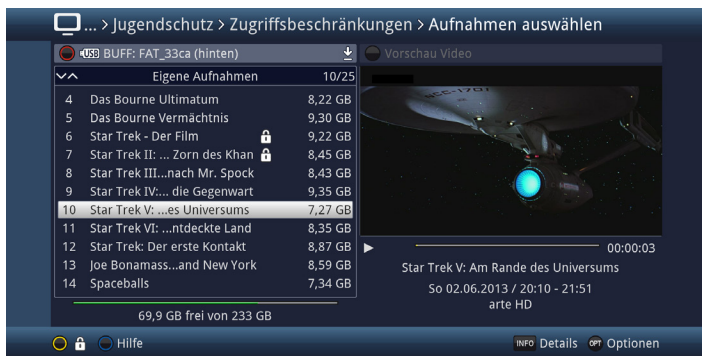 ... > Jugendschutz > Zugriffsbeschränkungen > Aufnahmen auswählen
USB BUFF: FAT_33ca (hinten)
Vorschau Video
Eigene Aufnahmen 10/25
4 Das Bourne Ultimatum 8,22 GB
5 Das Bourne Vermächtnis 9,30 GB
6 Star Trek - Der Film 9,22 GB
7 Star Trek II: ... Zorn des Khan 8,45 GB
8 Star Trek III...nach Mr. Spock 8,43 GB
9 Star Trek IV:... die Gegenwart 9,35 GB
10 Star Trek V: ...es Universums 7,27 GB
11 Star Trek VI: ...ntdeckte Land 8,35 GB
12 Star Trek: Der erste Kontakt 8,87 GB
13 Joe Bonamass...and New York 8,59 GB
14 Spaceballs 7,34 GB
69,9 GB frei von 233 GB
NCC-1701
00:00:03
Star Trek V: Am Rande des Universums
So 02.06.2013 / 20:10 - 21:51
arte HD
Hilfe
INFO Details OPT Optionen